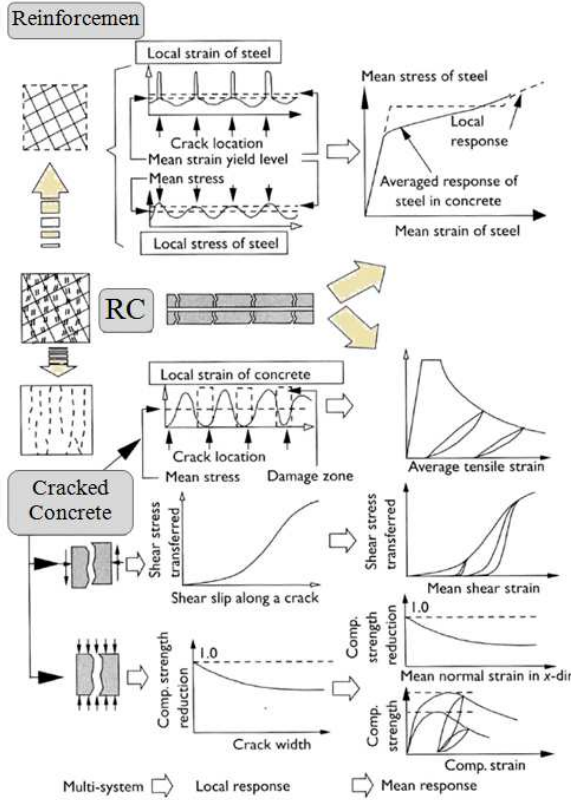 Reinforcemen
Local strain of steel
Crack location
Mean strain yield level
Mean stress
Local stress of steel
Mean stress of steel
Local
response
Averaged response of
steel in concrete
Mean strain of steel
RC
Local strain of concrete
Crack location
Mean stress
Damage zone
Average tensile strain
Cracked
Concrete
Shear stress
transferred
Shear slip along a crack
Shear stress
transferred
Mean shear strain
Comp. strength
reduction
1.0
Crack width
Comp.
strength
reduction
1.0
Mean normal strain in x-dir
Comp.
strength
Comp. strain
Multi-system
Local response
Mean response